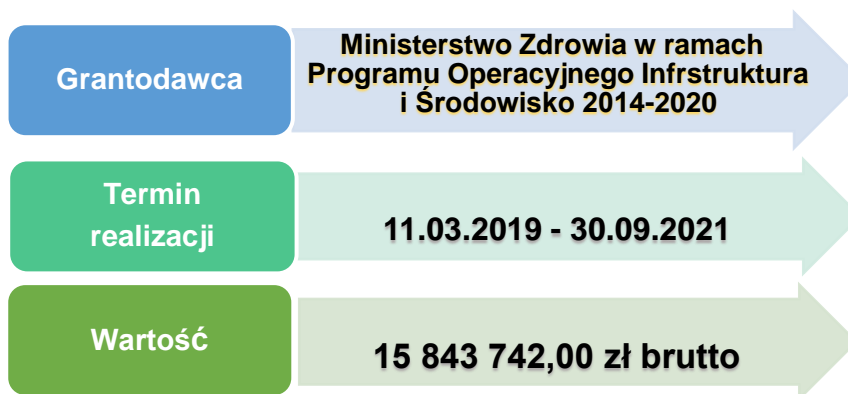 Grantodawca
Ministerstwo Zdrowia w ramach
Programu Operacyjnego Infrstruktura
i Środowisko 2014-2020
Termin
realizacji
11.03.2019 - 30.09.2021
Wartość
15 843 742,00 zł brutto